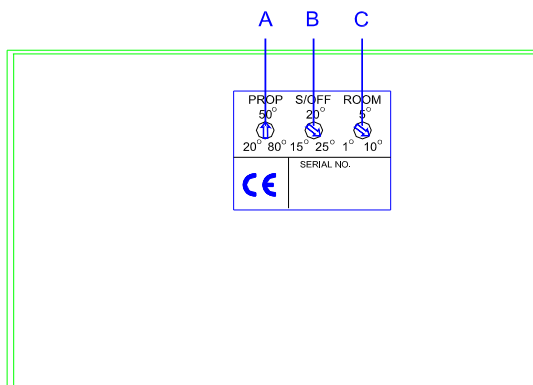 A B C
PROP S/OFF ROOM
50° 20° 5°
20° 80° 15° 25° 1° 10°
SERIAL NO.
CE